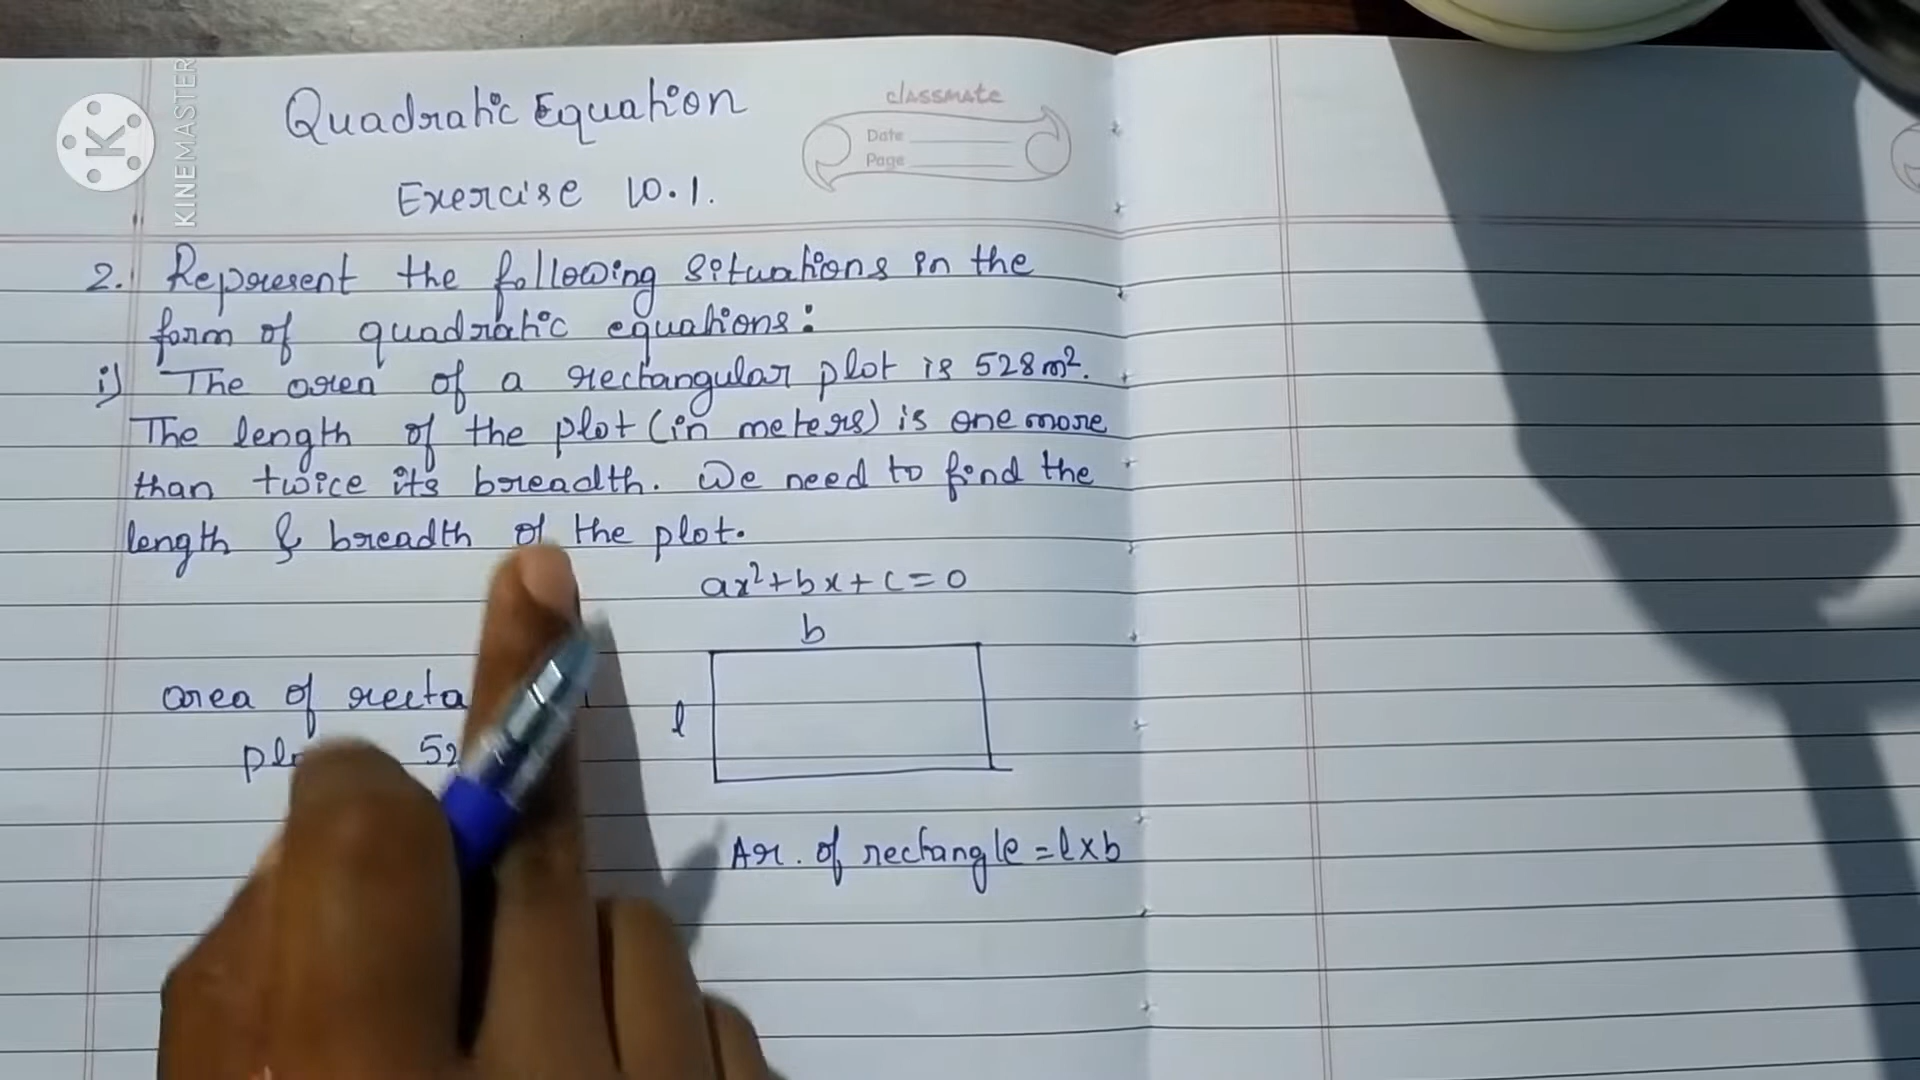 KINEMASTER
Quadratic Equation
classmate
Date
Page
Exercise 10.1.
2. Represent the following situations in the
form of quadratic equations:
i) The area of a rectangular plot is 528m².
The length of the plot (in meters) is one more
than twice its breadth. We need to find the
length & breadth of the plot.
ax²+bx+c=0
b
area of
l
Ar. of rectangle = l×b